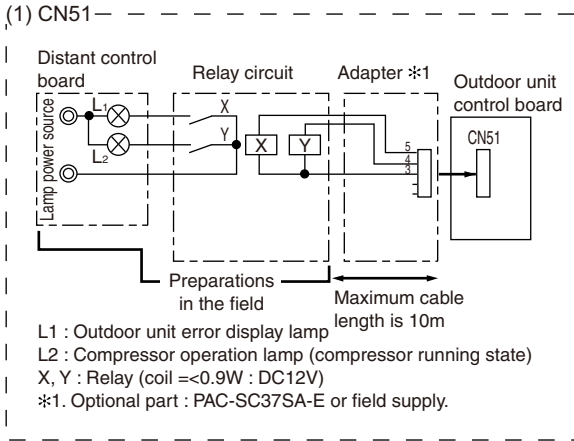 (1) CN51
Distant control
board
Relay circuit
Adapter ✻1
Outdoor unit
control board
Lamp power source
L1
L2
X
Y
X
Y
5
4
3
CN51
Preparations
in the field
Maximum cable
length is 10m
L1 : Outdoor unit error display lamp
L2 : Compressor operation lamp (compressor running state)
X, Y : Relay (coil =<0.9W : DC12V)
✻1. Optional part : PAC-SC37SA-E or field supply.